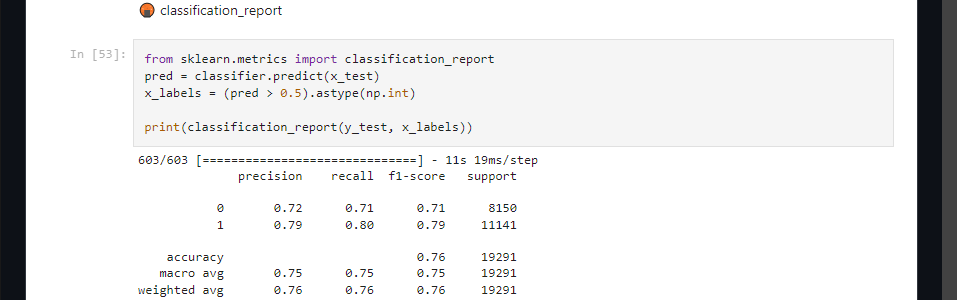 classification_report
In [53]:
from sklearn.metrics import classification_report
pred = classifier.predict(x_test)
x_labels = (pred > 0.5).astype(np.int)
print(classification_report(y_test, x_labels))
603/603 [==============================] - 11s 19ms/step
precision recall f1-score support
0 0.72 0.71 0.71 8150
1 0.79 0.80 0.79 11141
accuracy 0.76 19291
macro avg 0.75 0.75 0.75 19291
weighted avg 0.76 0.76 0.76 19291